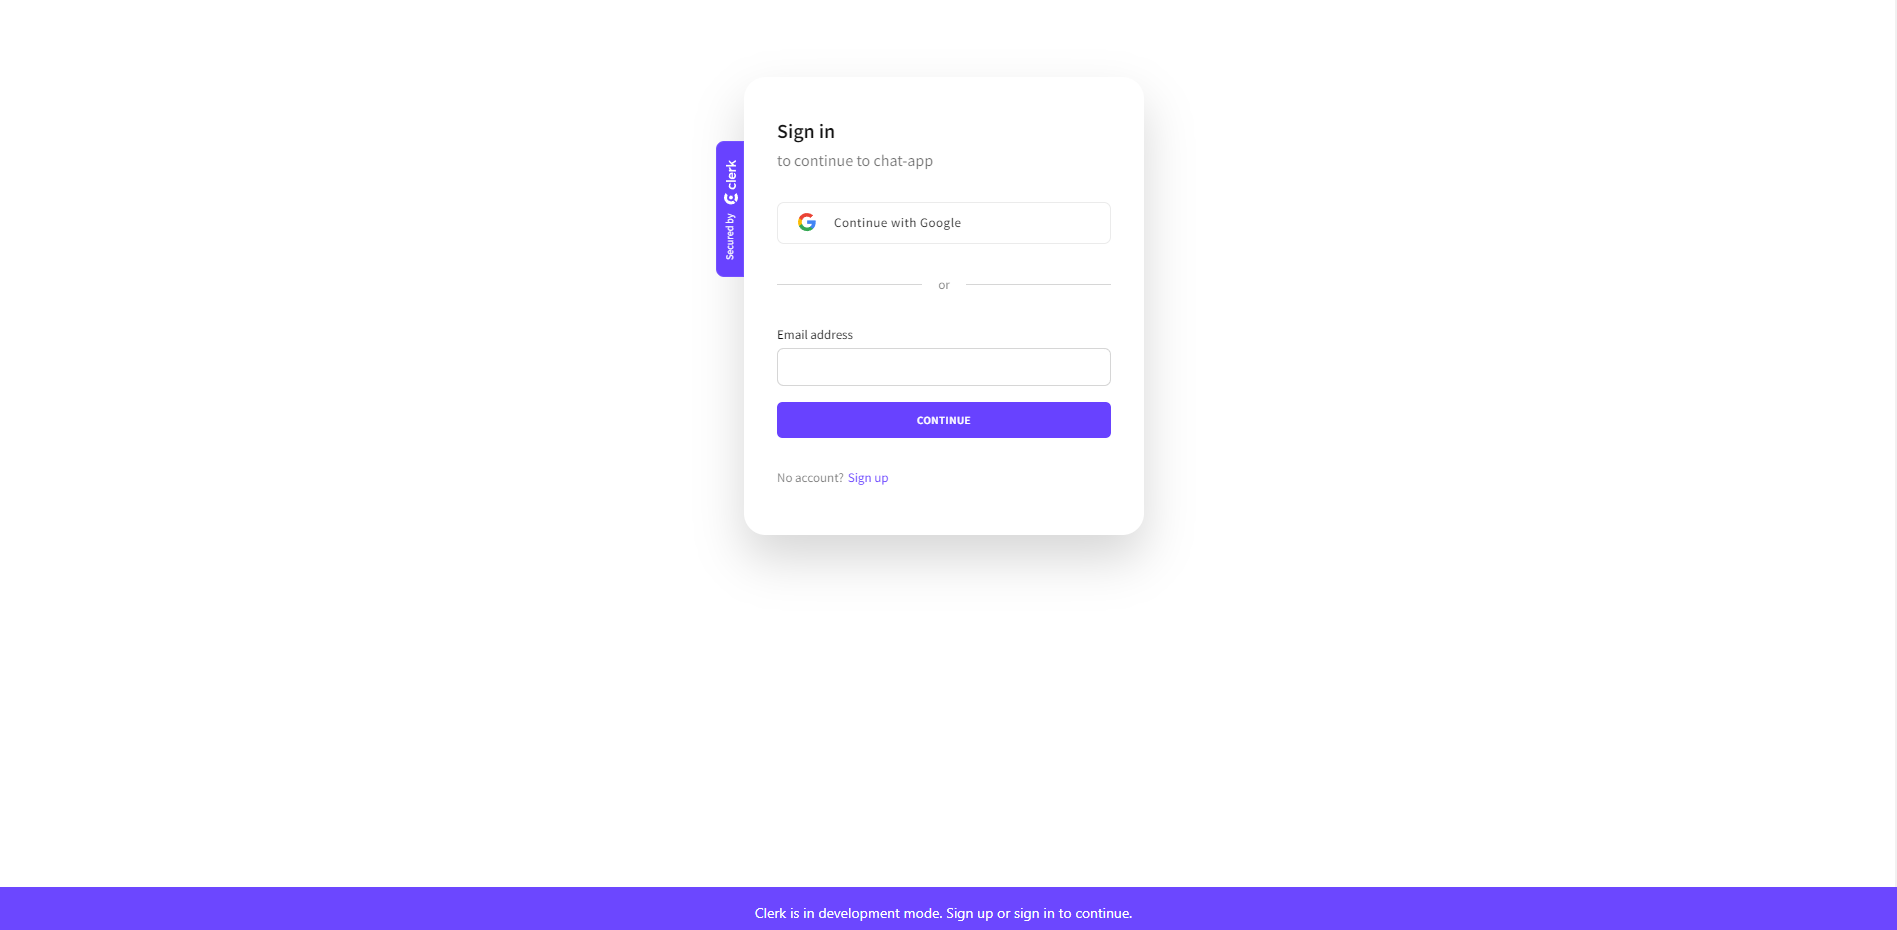 Sign in
to continue to chat-app
Secured by clerk
Continue with Google
or
Email address
CONTINUE
No account? Sign up
Clerk is in development mode. Sign up or sign in to continue.